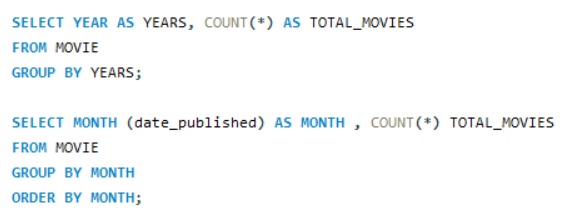 SELECT YEAR AS YEARS, COUNT(*) AS TOTAL_MOVIES
FROM MOVIE
GROUP BY YEARS;
SELECT MONTH (date_published) AS MONTH , COUNT(*) TOTAL_MOVIES
FROM MOVIE
GROUP BY MONTH
ORDER BY MONTH;